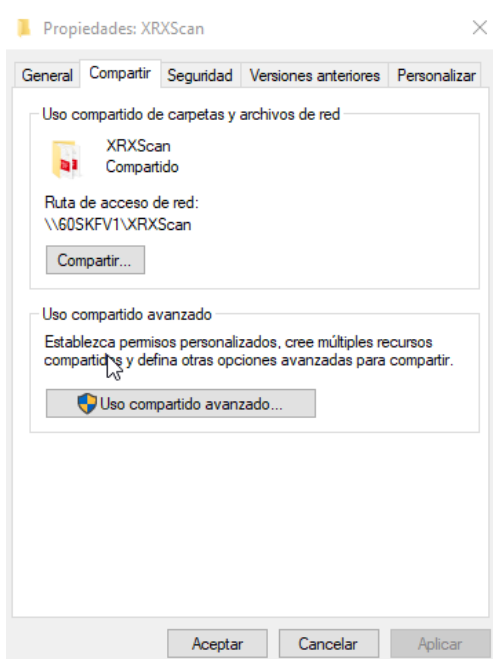 Propiedades: XRXScan
General Compartir Seguridad Versiones anteriores Personalizar
Uso compartido de carpetas y archivos de red
XRXScan
Compartido
Ruta de acceso de red:
\\60SKFV1\XRXScan
Compartir...
Uso compartido avanzado
Establezca permisos personalizados, cree múltiples recursos
compartidos y defina otras opciones avanzadas para compartir.
Uso compartido avanzado...
Aceptar Cancelar Aplicar